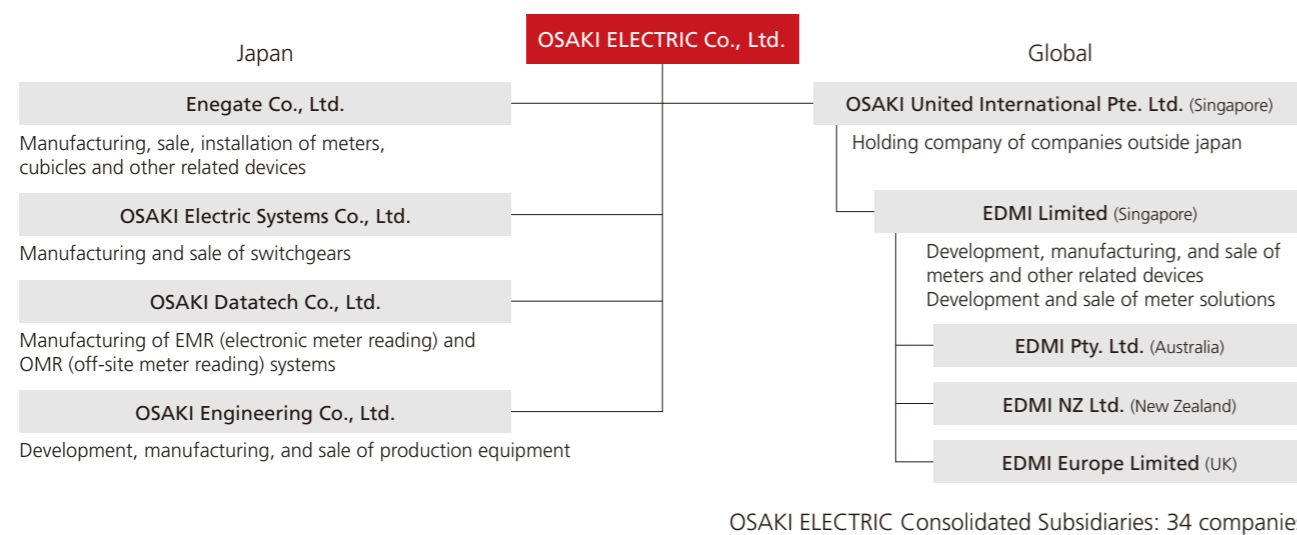 OSAKI ELECTRIC Co., Ltd.
Japan
Enegate Co., Ltd.
Manufacturing, sale, installation of meters,
cubicles and other related devices
OSAKI Electric Systems Co., Ltd.
Manufacturing and sale of switchgears
OSAKI Datatech Co., Ltd.
Manufacturing of EMR (electronic meter reading) and
OMR (off-site meter reading) systems
OSAKI Engineering Co., Ltd.
Development, manufacturing, and sale of production equipment
Global
OSAKI United International Pte. Ltd. (Singapore)
Holding company of companies outside japan
EDMI Limited (Singapore)
Development, manufacturing, and sale of
meters and other related devices
Development and sale of meter solutions
EDMI Pty. Ltd. (Australia)
EDMI NZ Ltd. (New Zealand)
EDMI Europe Limited (UK)
OSAKI ELECTRIC Consolidated Subsidiaries: 34 companies